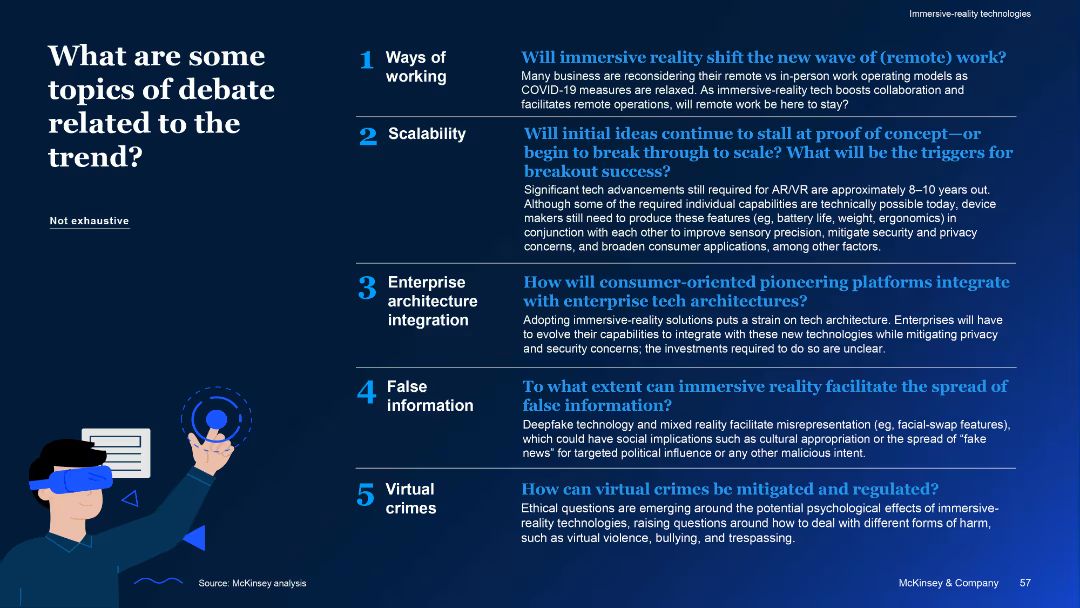 Immersive-reality technologies
What are some
topics of debate
related to the
trend?
Not exhaustive
1 Ways of
working
Will immersive reality shift the new wave of (remote) work?
Many business are reconsidering their remote vs in-person work operating models as
COVID-19 measures are relaxed. As immersive-reality tech boosts collaboration and
facilitates remote operations, will remote work be here to stay?
2 Scalability
Will initial ideas continue to stall at proof of concept—or
begin to break through to scale? What will be the triggers for
breakout success?
Significant tech advancements still required for AR/VR are approximately 8–10 years out.
Although some of the required individual capabilities are technically possible today, device
makers still need to produce these features (eg, battery life, weight, ergonomics) in
conjunction with each other to improve sensory precision, mitigate security and privacy
concerns, and broaden consumer applications, among other factors.
3 Enterprise
architecture
integration
How will consumer-oriented pioneering platforms integrate
with enterprise tech architectures?
Adopting immersive-reality solutions puts a strain on tech architecture. Enterprises will have
to evolve their capabilities to integrate with these new technologies while mitigating privacy
and security concerns; the investments required to do so are unclear.
4 False
information
To what extent can immersive reality facilitate the spread of
false information?
Deepfake technology and mixed reality facilitate misrepresentation (eg, facial-swap features),
which could have social implications such as cultural appropriation or the spread of “fake
news” for targeted political influence or any other malicious intent.
5 Virtual
crimes
How can virtual crimes be mitigated and regulated?
Ethical questions are emerging around the potential psychological effects of immersive-
reality technologies, raising questions around how to deal with different forms of harm,
such as virtual violence, bullying, and trespassing.
Source: McKinsey analysis
McKinsey & Company 57